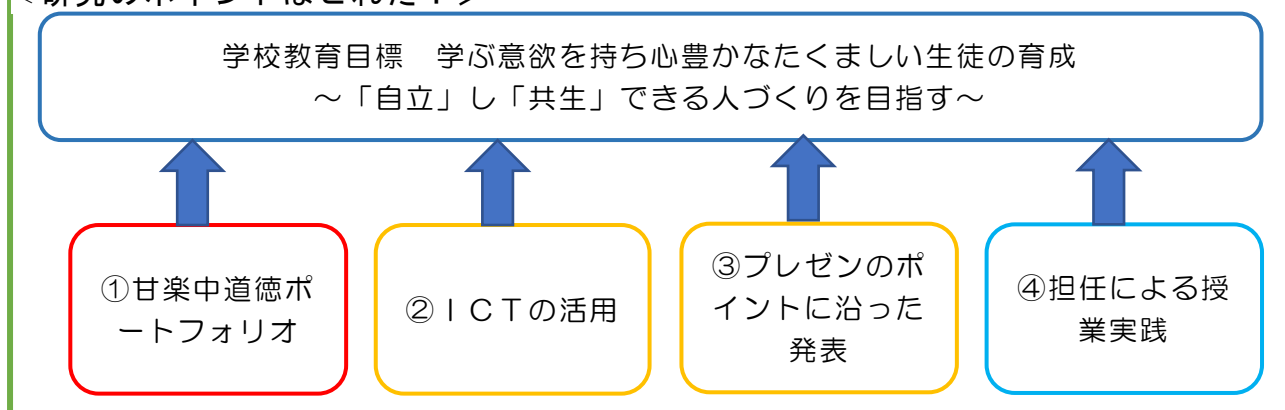 学校教育目標 学ぶ意欲を持ち心豊かなたくましい生徒の育成
～「自立」し「共生」できる人づくりを目指す～
①甘楽中道徳ポ
ートフォリオ
②ＩＣＴの活用
③プレゼンのポ
イントに沿った
発表
④担任による授
業実践